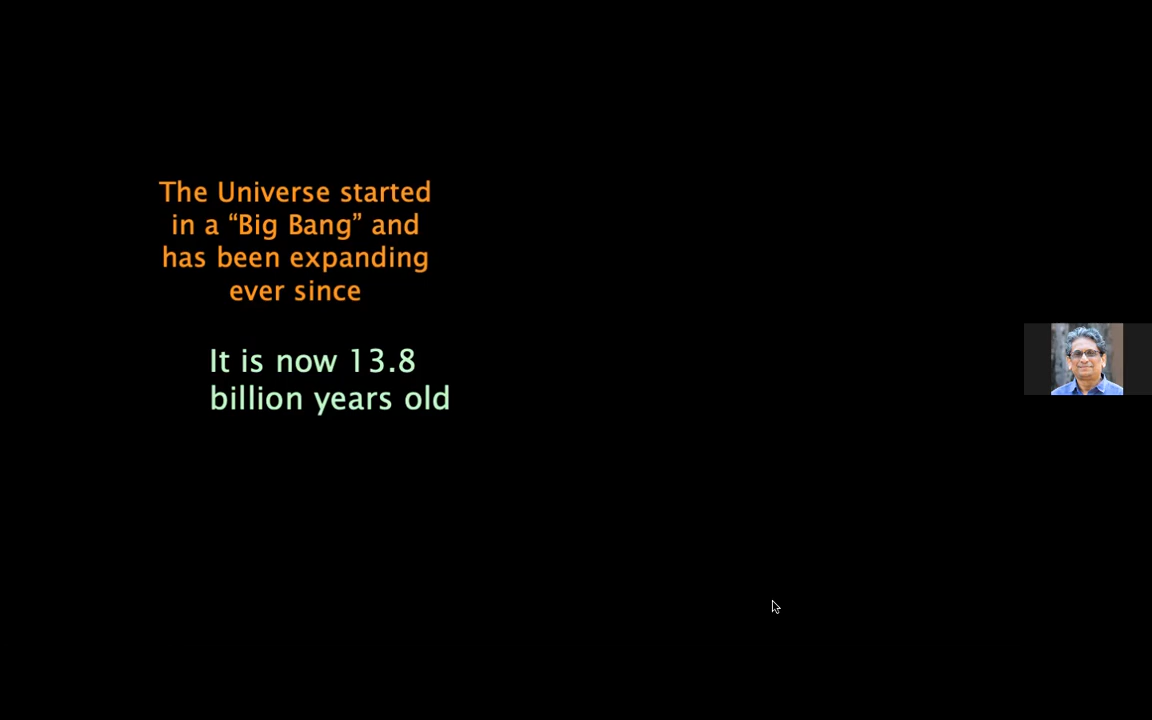 The Universe started
in a “Big Bang” and
has been expanding
ever since
It is now 13.8
billion years old